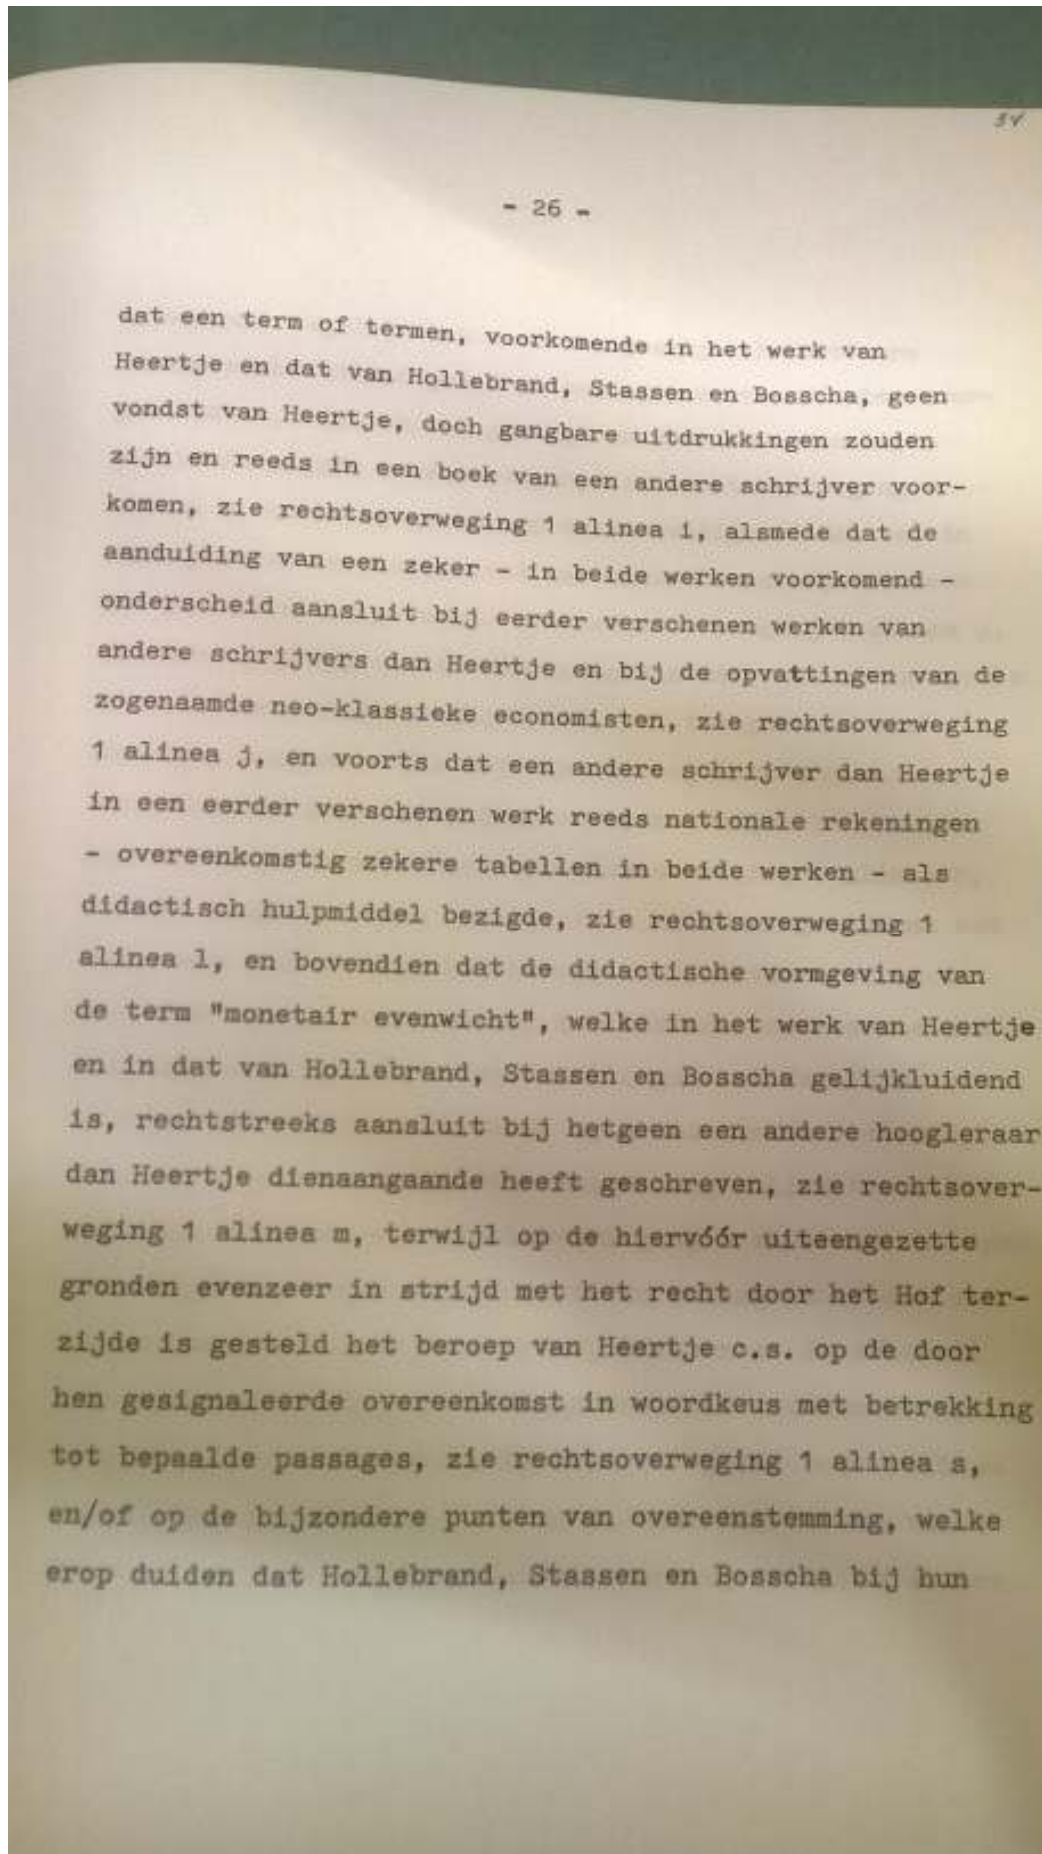 - 26 -
dat een term of termen, voorkomende in het werk van
Heertje en dat van Hollebrand, Stassen en Bosscha, geen
vondst van Heertje, doch gangbare uitdrukkingen zouden
zijn en reeds in een boek van een andere schrijver voor-
komen, zie rechtsoverweging 1 alinea i, alsmede dat de
aanduiding van een zeker - in beide werken voorkomend -
onderscheid aansluit bij eerder verschenen werken van
andere schrijvers dan Heertje en bij de opvattingen van de
zogenaamde neo-klassieke economisten, zie rechtsoverweging
1 alinea j, en voorts dat een andere schrijver dan Heertje
in een eerder verschenen werk reeds nationale rekeningen
- overeenkomstig zekere tabellen in beide werken - als
didactisch hulpmiddel bezigde, zie rechtsoverweging 1
alinea l, en bovendien dat de didactische vormgeving van
de term "monetair evenwicht", welke in het werk van Heertje
en in dat van Hollebrand, Stassen en Bosscha gelijkluidend
is, rechtstreeks aansluit bij hetgeen een andere hoogleraar
dan Heertje dienaangaande heeft geschreven, zie rechtsover-
weging 1 alinea m, terwijl op de hiervóór uiteengezette
gronden evenzeer in strijd met het recht door het Hof ter-
zijde is gesteld het beroep van Heertje c.s. op de door
hen gesignaleerde overeenkomst in woordkeus met betrekking
tot bepaalde passages, zie rechtsoverweging 1 alinea s,
en/of op de bijzondere punten van overeenstemming, welke
erop duiden dat Hollebrand, Stassen en Bosscha bij hun